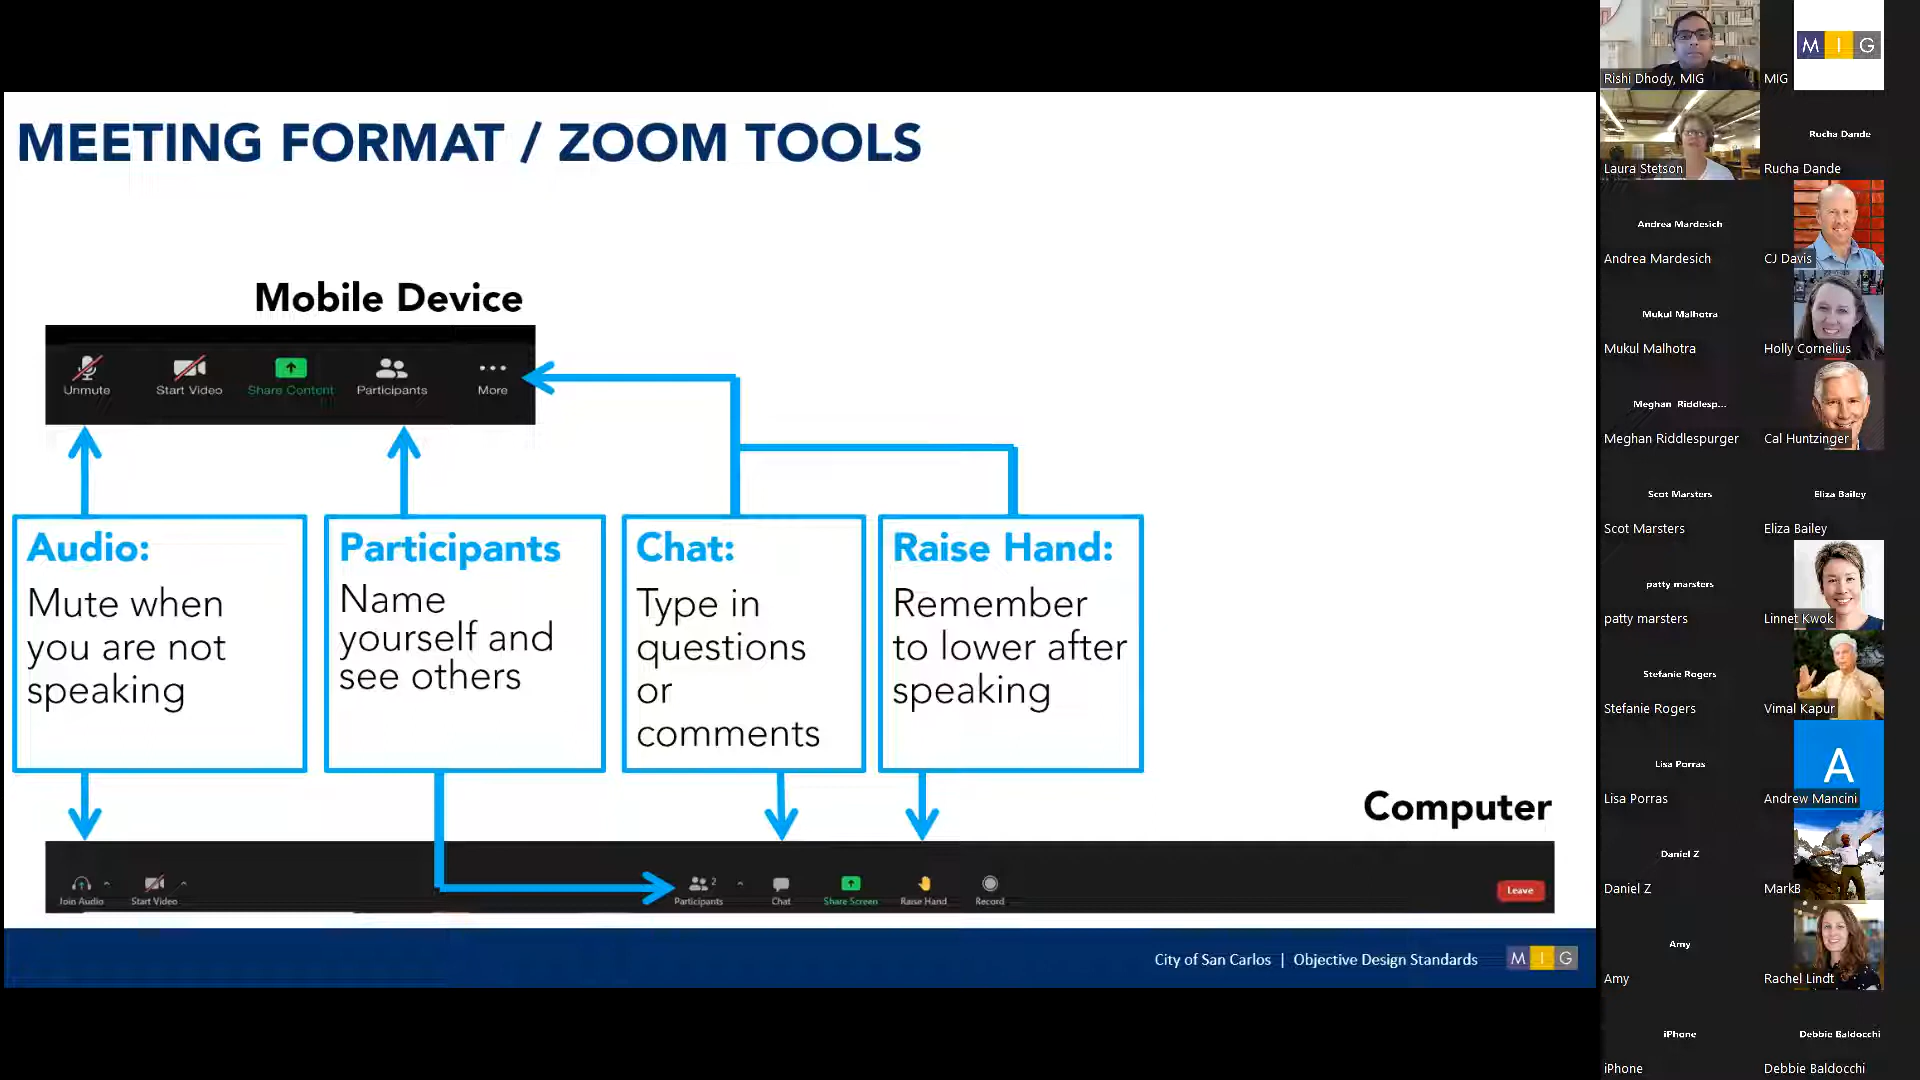 MEETING FORMAT / ZOOM TOOLS
Mobile Device
Unmute
Start Video
Share Content
Participants
More
Audio:
Mute when
you are not
speaking
Participants
Name
yourself and
see others
Chat:
Type in
questions
or
comments
Raise Hand:
Remember
to lower after
speaking
Computer
Join Audio
Start Video
Participants
2
Chat
Share Screen
Raise Hand
Record
Leave
City of San Carlos | Objective Design Standards
M I G
Rishi Dhody, MIG
M I G
MIG
Laura Stetson
Rucha Dande
Rucha Dande
Andrea Mardesich
Andrea Mardesich
CJ Davis
Mukul Malhotra
Mukul Malhotra
Holly Cornelius
Meghan Riddlesp...
Meghan Riddlespurger
Cal Huntzinger
Scot Marsters
Scot Marsters
Eliza Bailey
Eliza Bailey
patty marsters
patty marsters
Linnet Kwok
Stefanie Rogers
Stefanie Rogers
Vimal Kapur
Lisa Porras
Lisa Porras
A
Andrew Mancini
Daniel Z
Daniel Z
MarkB
Amy
Amy
Rachel Lindt
iPhone
iPhone
Debbie Baldocchi
Debbie Baldocchi